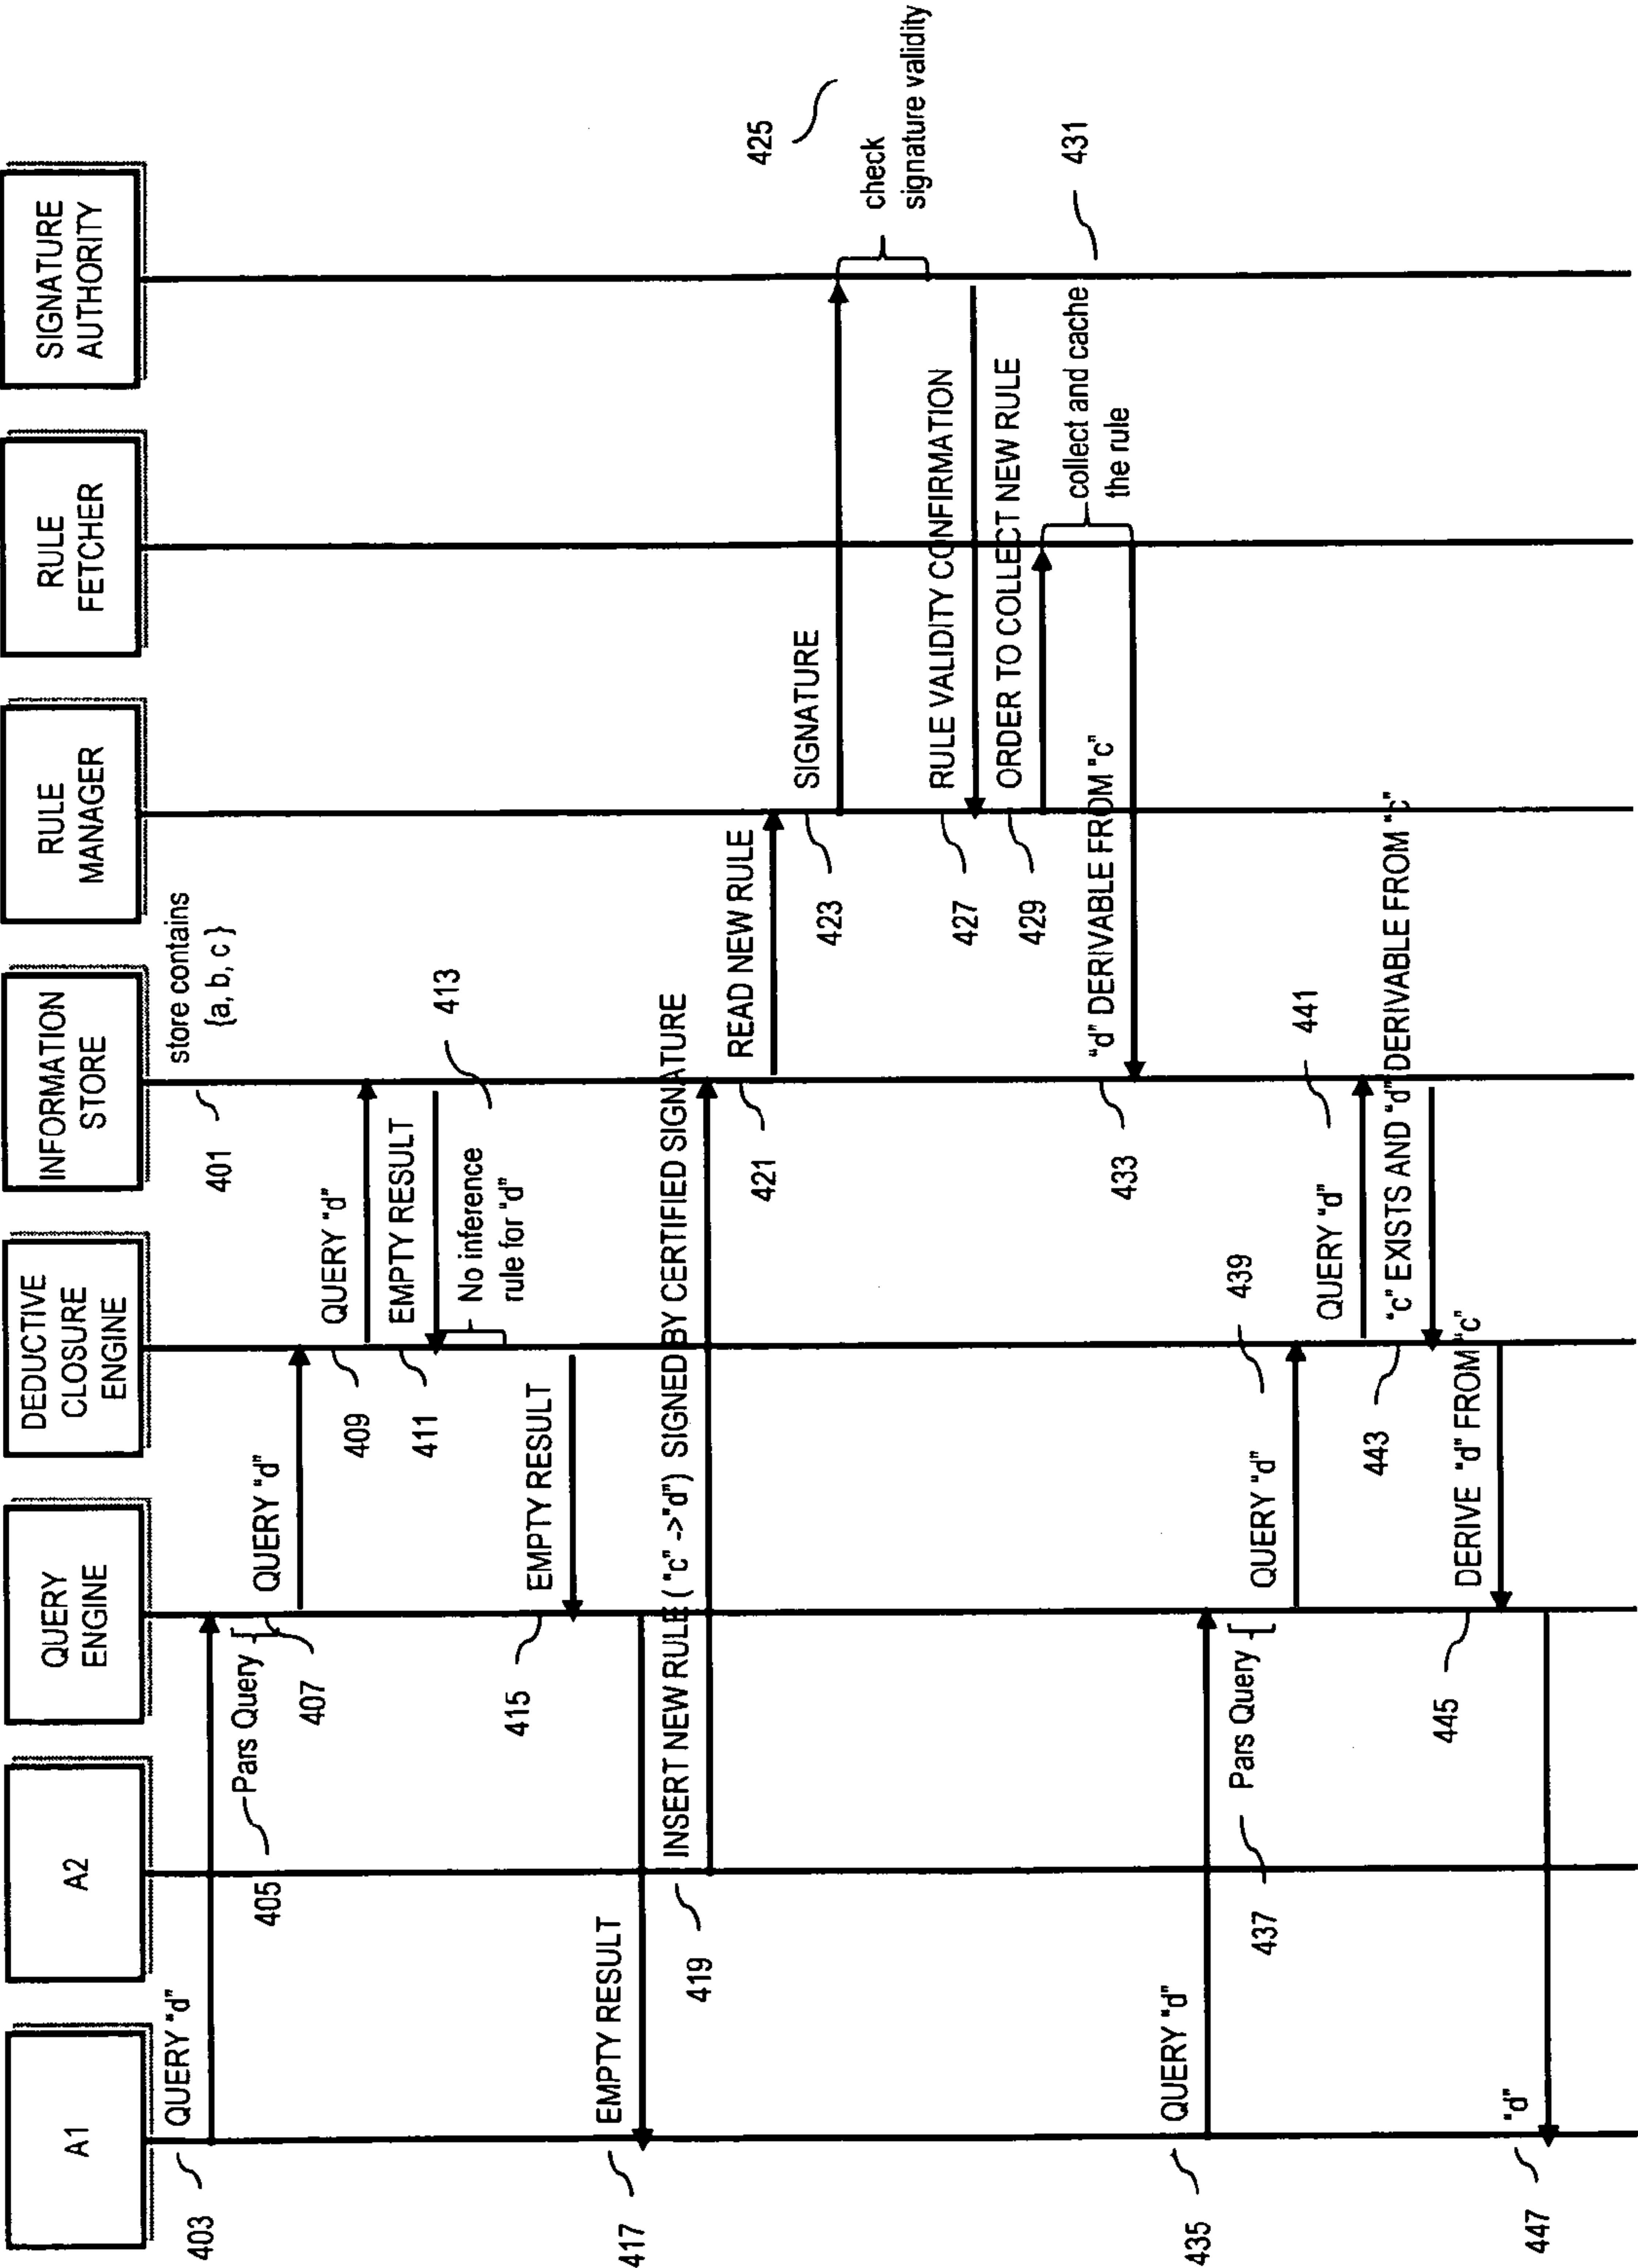 A1
A2
QUERY
ENGINE
DEDUCTIVE
CLOSURE
ENGINE
INFORMATION
STORE
RULE
MANAGER
RULE
FETCHER
SIGNATURE
AUTHORITY
store contains
{a, b, c }
401
403
QUERY "d"
405
Pars Query
407
QUERY "d"
409
QUERY "d"
411
EMPTY RESULT
413
No inference
rule for "d"
415
EMPTY RESULT
417
EMPTY RESULT
419
INSERT NEW RULE ( "c" ->"d") SIGNED BY CERTIFIED SIGNATURE
421
READ NEW RULE
423
SIGNATURE
425
check
signature validity
427
RULE VALIDITY CONFIRMATION
429
ORDER TO COLLECT NEW RULE
431
collect and cache
the rule
433
"d" DERIVABLE FROM "c"
435
QUERY "d"
437
Pars Query
439
QUERY "d"
441
QUERY "d"
443
"c" EXISTS AND "d" DERIVABLE FROM "c"
445
DERIVE "d" FROM "c"
447
"d"